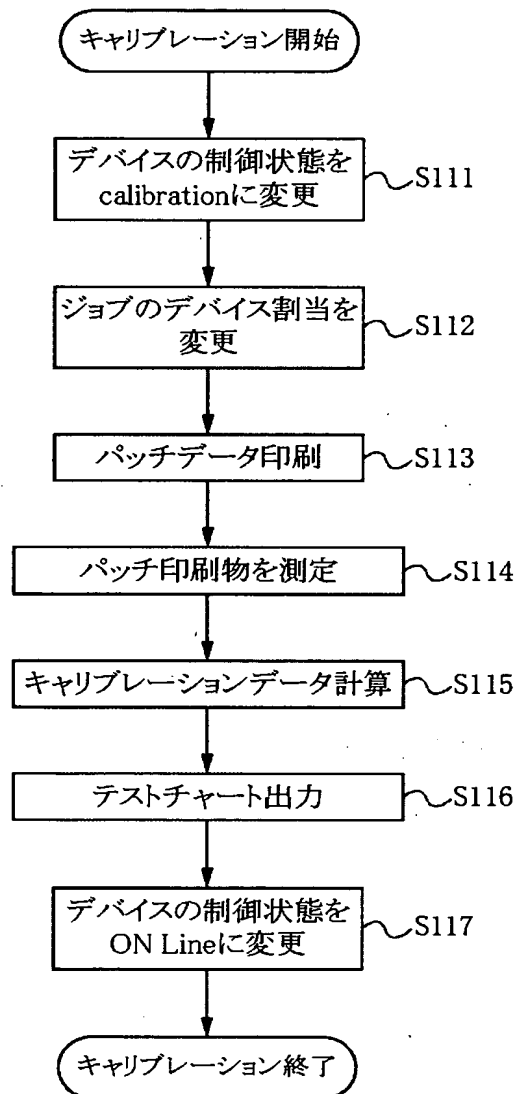 キャリブレーション開始
デバイスの制御状態を
calibrationに変更
S111
ジョブのデバイス割当を
変更
S112
パッチデータ印刷
S113
パッチ印刷物を測定
S114
キャリブレーションデータ計算
S115
テストチャート出力
S116
デバイスの制御状態を
ON Lineに変更
S117
キャリブレーション終了